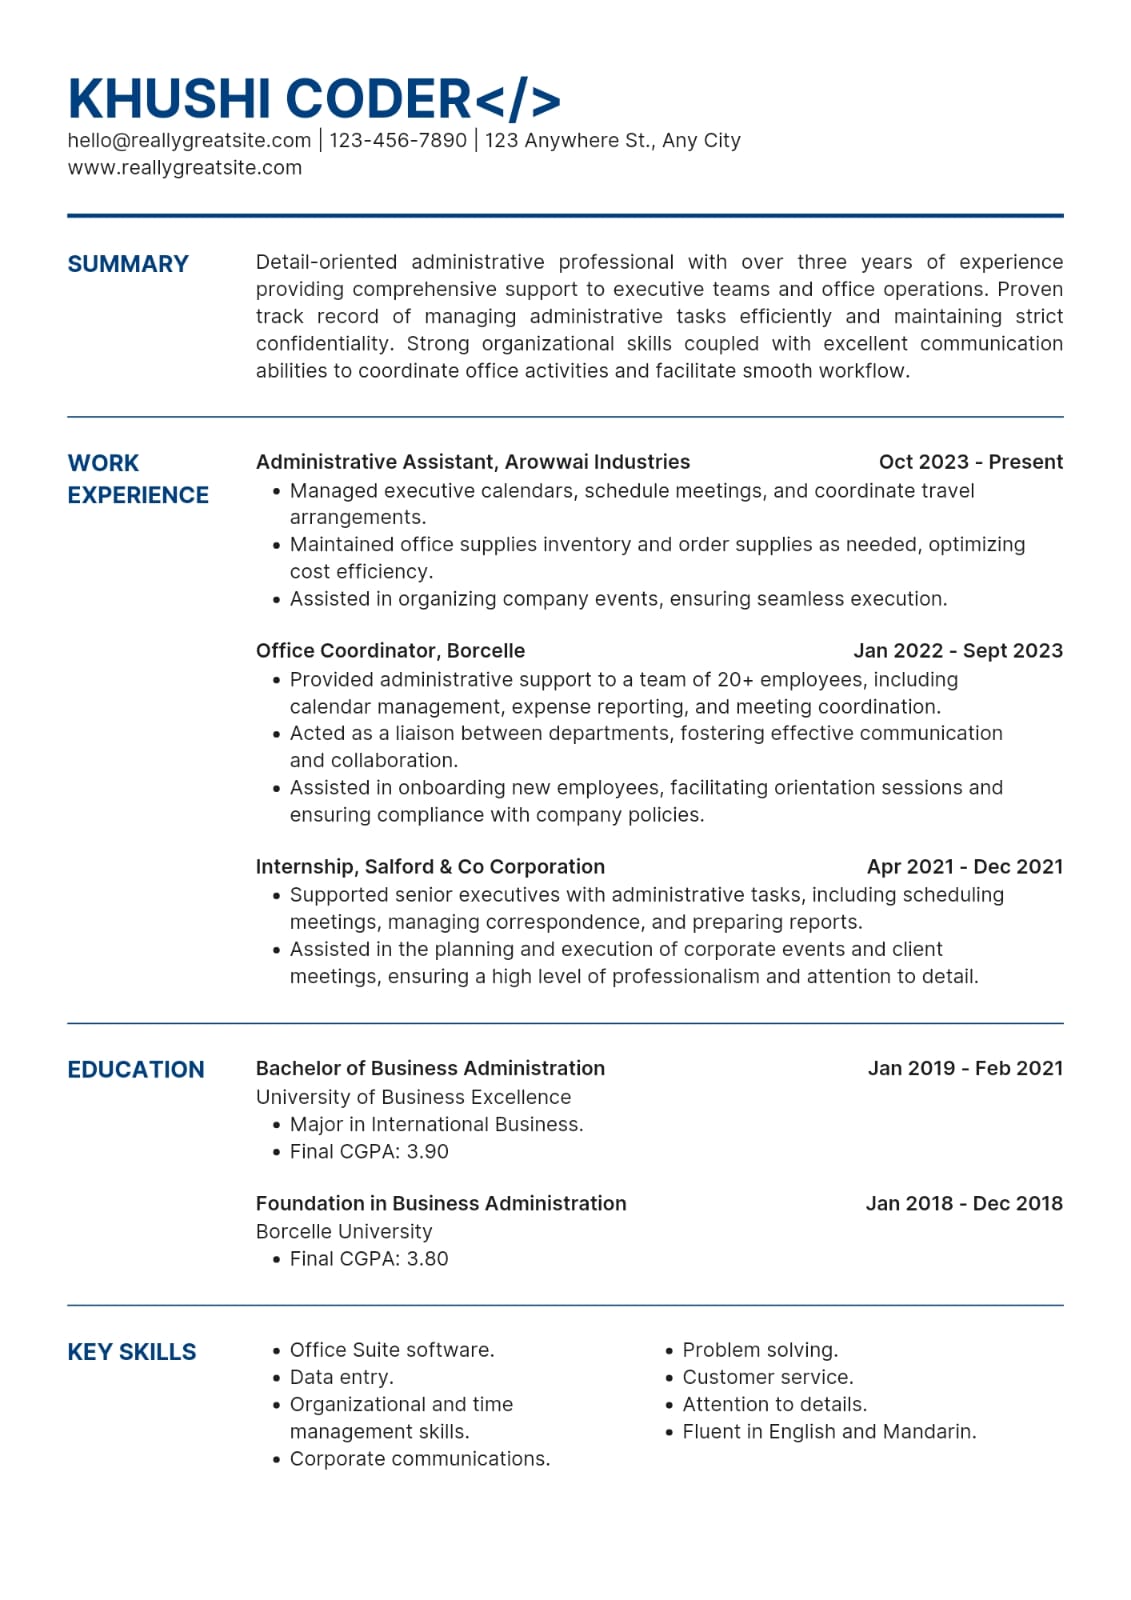 KHUSHI CODER</>
hello@reallygreatsite.com | 123-456-7890 | 123 Anywhere St., Any City
www.reallygreatsite.com
SUMMARY
Detail-oriented administrative professional with over three years of experience
providing comprehensive support to executive teams and office operations. Proven
track record of managing administrative tasks efficiently and maintaining strict
confidentiality. Strong organizational skills coupled with excellent communication
abilities to coordinate office activities and facilitate smooth workflow.
WORK
EXPERIENCE
Administrative Assistant, Arowwai Industries Oct 2023 - Present
• Managed executive calendars, schedule meetings, and coordinate travel
arrangements.
• Maintained office supplies inventory and order supplies as needed, optimizing
cost efficiency.
• Assisted in organizing company events, ensuring seamless execution.
Office Coordinator, Borcelle Jan 2022 - Sept 2023
• Provided administrative support to a team of 20+ employees, including
calendar management, expense reporting, and meeting coordination.
• Acted as a liaison between departments, fostering effective communication
and collaboration.
• Assisted in onboarding new employees, facilitating orientation sessions and
ensuring compliance with company policies.
Internship, Salford & Co Corporation Apr 2021 - Dec 2021
• Supported senior executives with administrative tasks, including scheduling
meetings, managing correspondence, and preparing reports.
• Assisted in the planning and execution of corporate events and client
meetings, ensuring a high level of professionalism and attention to detail.
EDUCATION
Bachelor of Business Administration Jan 2019 - Feb 2021
University of Business Excellence
• Major in International Business.
• Final CGPA: 3.90
Foundation in Business Administration Jan 2018 - Dec 2018
Borcelle University
• Final CGPA: 3.80
KEY SKILLS
• Office Suite software.
• Data entry.
• Organizational and time
management skills.
• Corporate communications.
• Problem solving.
• Customer service.
• Attention to details.
• Fluent in English and Mandarin.